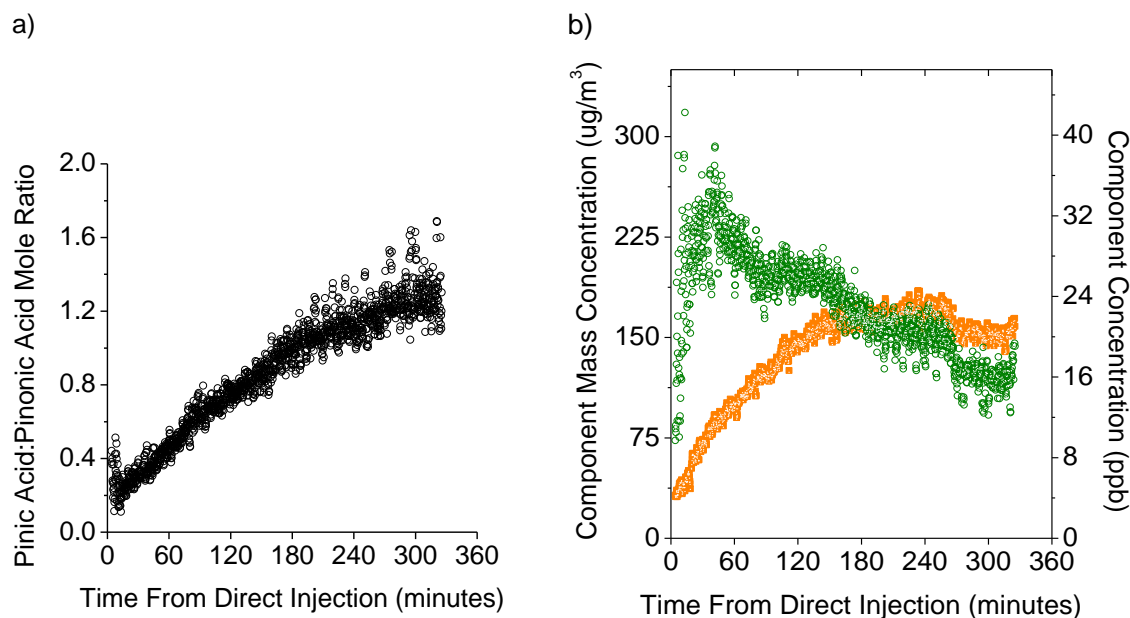 a)
Pinic Acid:Pinonic Acid Mole Ratio
2.0
1.6
1.2
0.8
0.4
0.0
0 60 120 180 240 300 360
Time From Direct Injection (minutes)
b)
Component Mass Concentration (ug/m³)
300
225
150
75
0
0 60 120 180 240 300 360
Time From Direct Injection (minutes)
40
32
24
16
8
0
Component Concentration (ppb)